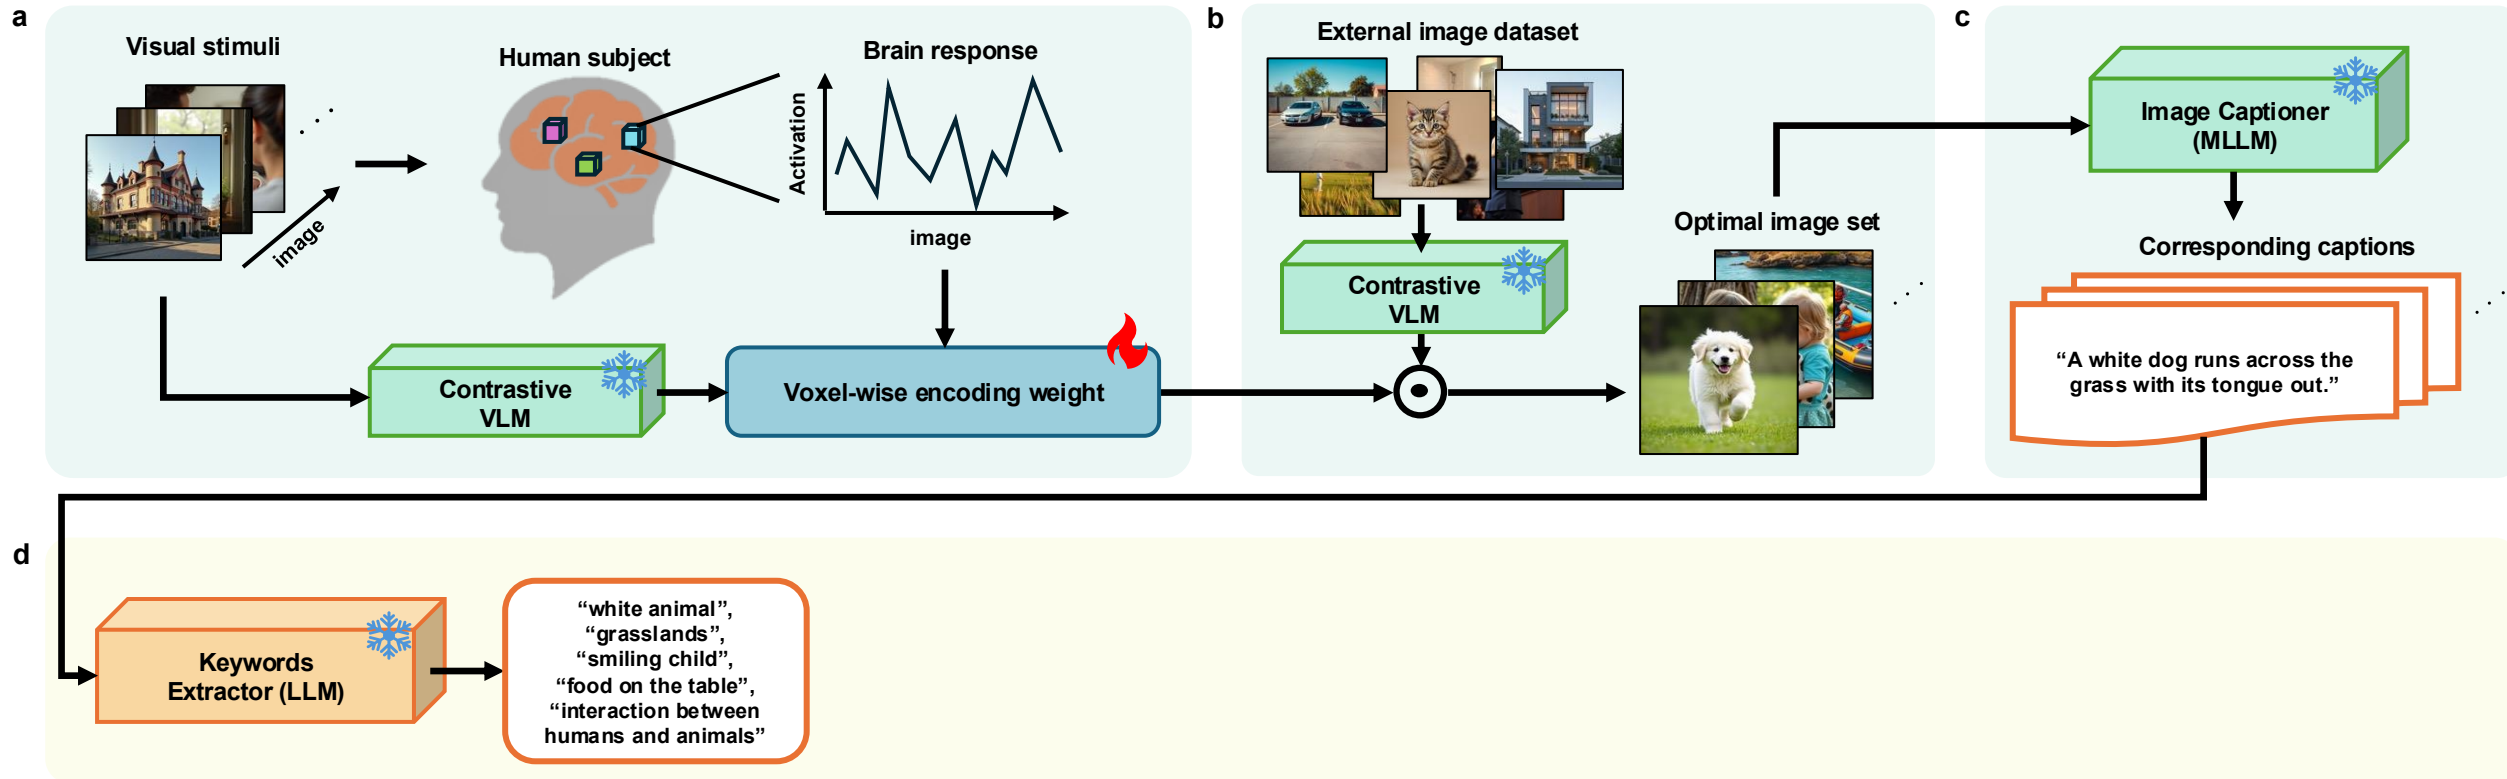 a
Visual stimuli
image
Human subject
Brain response
Activation
image
Contrastive
VLM
Voxel-wise encoding weight
b
External image dataset
Contrastive
VLM
Optimal image set
c
Image Captioner
(MLLM)
Corresponding captions
“A white dog runs across the
grass with its tongue out.”
d
Keywords
Extractor (LLM)
“white animal”,
“grasslands”,
“smiling child”,
“food on the table”,
“interaction between
humans and animals”